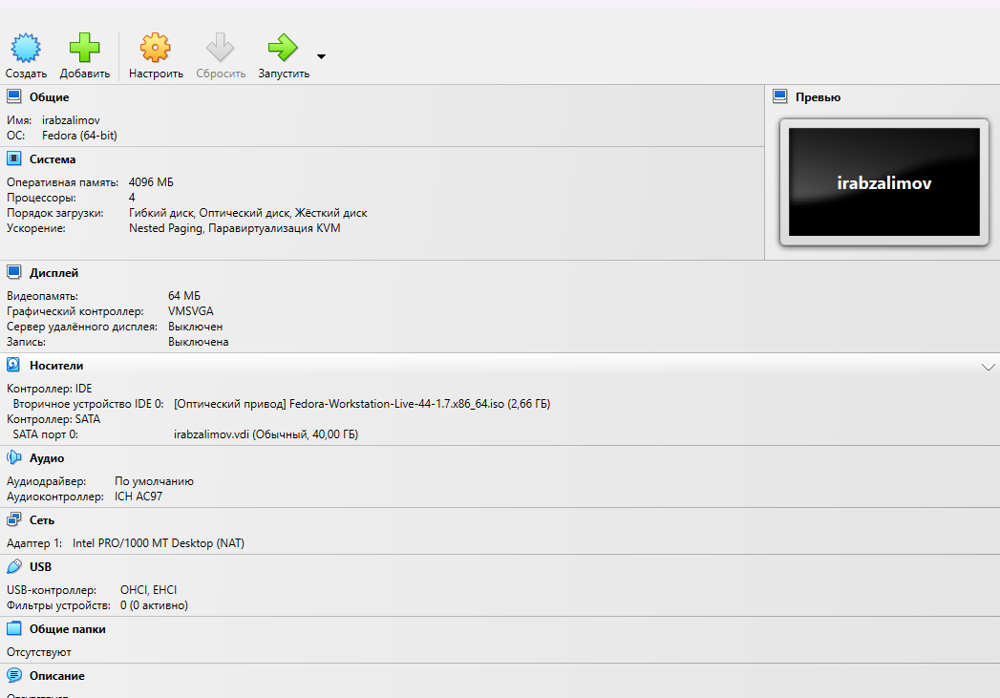 Создать Добавить Настроить Сбросить Запустить
Общие
Имя: irabzalimov
ОС: Fedora (64-bit)
Система
Оперативная память: 4096 МБ
Процессоры: 4
Порядок загрузки: Гибкий диск, Оптический диск, Жёсткий диск
Ускорение: Nested Paging, Паравиртуализация KVM
Превью
irabzalimov
Дисплей
Видеопамять: 64 МБ
Графический контроллер: VMSVGA
Сервер удалённого дисплея: Выключен
Запись: Выключена
Носители
Контроллер: IDE
Вторичное устройство IDE 0: [Оптический привод] Fedora-Workstation-Live-44-1.7.x86_64.iso (2,66 ГБ)
Контроллер: SATA
SATA порт 0: irabzalimov.vdi (Обычный, 40,00 ГБ)
Аудио
Аудиодрайвер: По умолчанию
Аудиоконтроллер: ICH AC97
Сеть
Адаптер 1: Intel PRO/1000 MT Desktop (NAT)
USB
USB-контроллер: OHCI, EHCI
Фильтры устройств: 0 (0 активно)
Общие папки
Отсутствуют
Описание